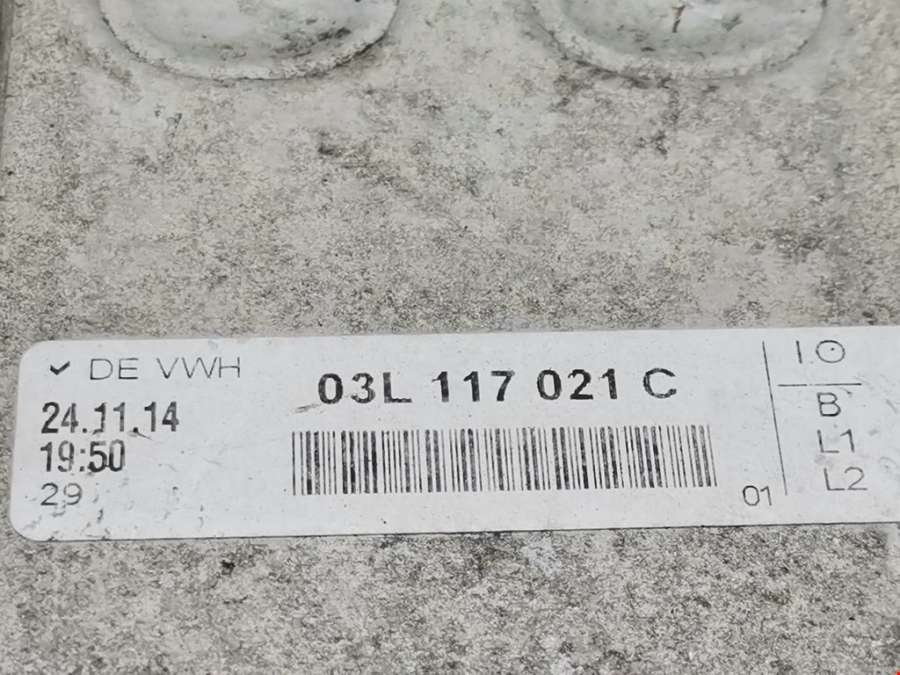 DE VWH
24.11.14
19:50
29
03L 117 021 C
01
I.O
B
L1
L2